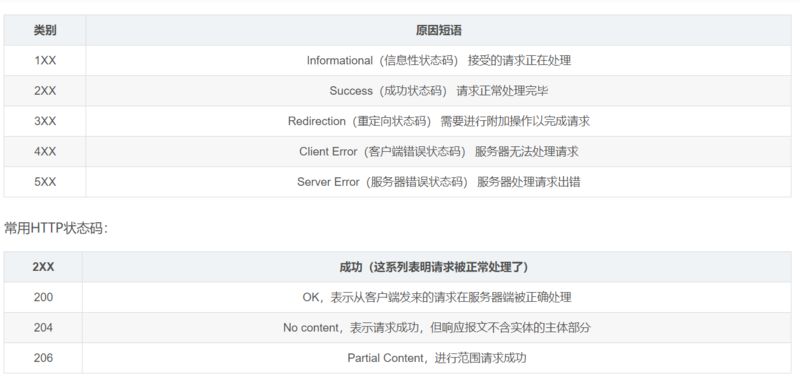 类别 原因短语
1XX Informational（信息性状态码） 接受的请求正在处理
2XX Success（成功状态码） 请求正常处理完毕
3XX Redirection（重定向状态码） 需要进行附加操作以完成请求
4XX Client Error（客户端错误状态码） 服务器无法处理请求
5XX Server Error（服务器错误状态码） 服务器处理请求出错
常用HTTP状态码：
2XX 成功（这系列表明请求被正常处理了）
200 OK，表示从客户端发来的请求在服务器端被正确处理
204 No content，表示请求成功，但响应报文不含实体的主体部分
206 Partial Content，进行范围请求成功